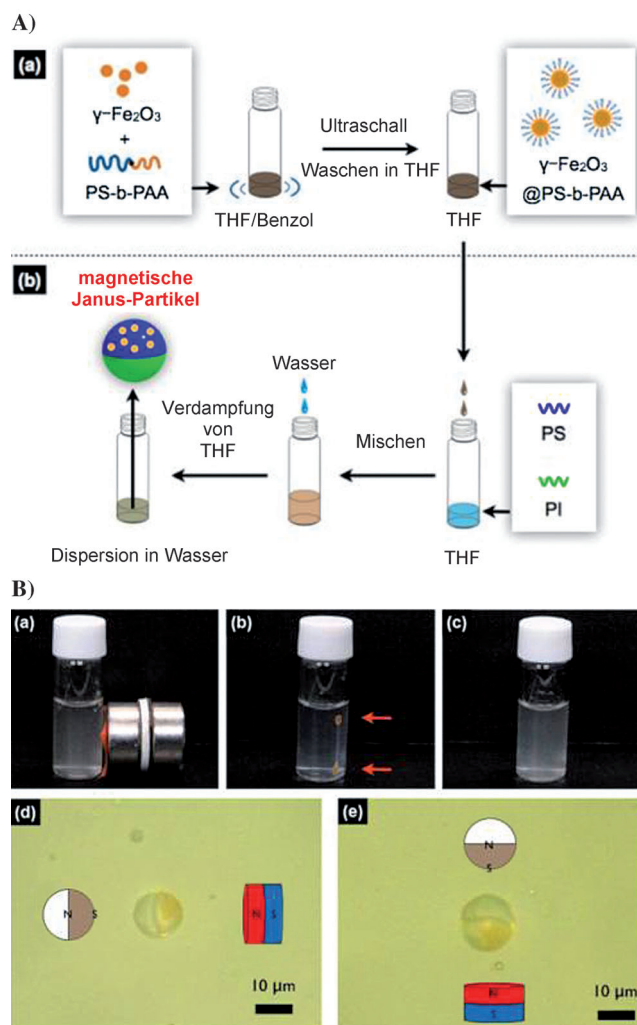 A)
(a)
γ–Fe₂O₃
+
PS-b-PAA
THF/Benzol
Ultraschall
Waschen in THF
THF
γ–Fe₂O₃
@PS-b-PAA
(b)
magnetische
Janus-Partikel
Wasser
Verdampfung
von
THF
Mischen
PS
PI
Dispersion in Wasser
THF
B)
(a)
(b)
(c)
(d)
N S
N S
10 µm
(e)
N
S
N
S
10 µm